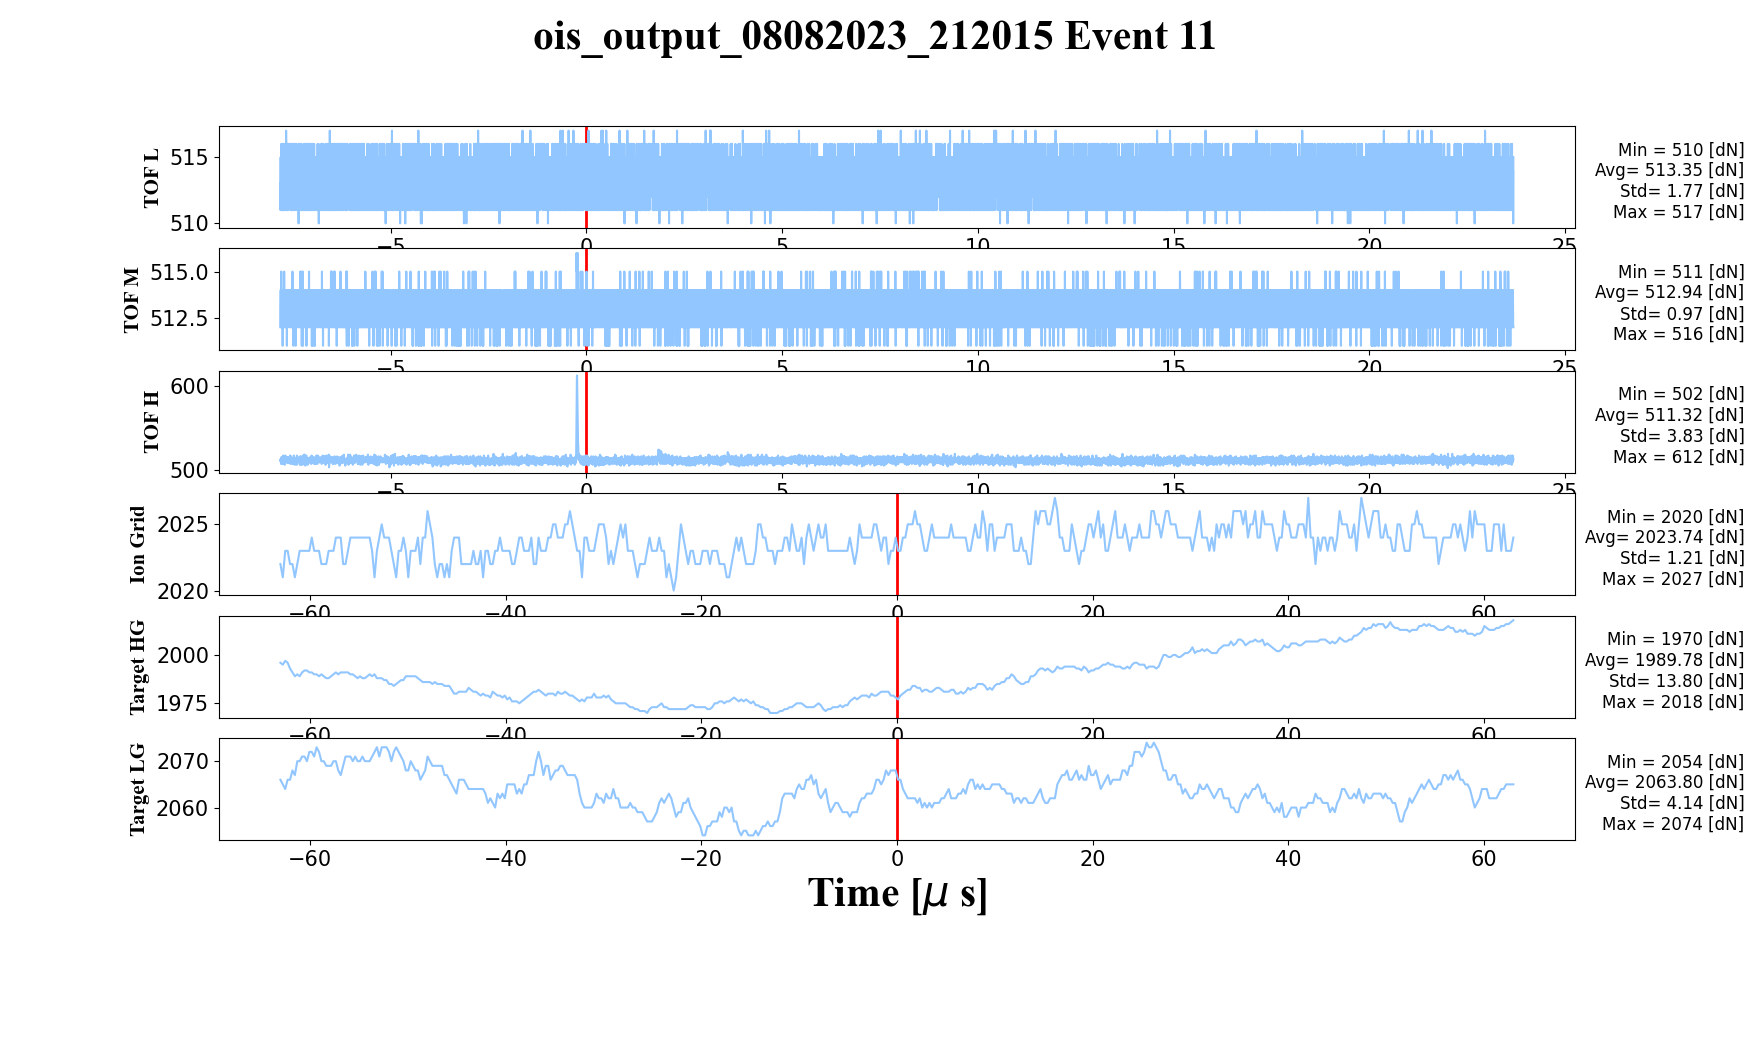 ois_output_08082023_212015 Event 11
TOF L
515
510
−5
0
5
10
15
20
25
Min = 510 [dN]
Avg= 513.35 [dN]
Std= 1.77 [dN]
Max = 517 [dN]
TOF M
515.0
512.5
−5
0
5
10
15
20
25
Min = 511 [dN]
Avg= 512.94 [dN]
Std= 0.97 [dN]
Max = 516 [dN]
TOF H
600
500
−5
0
5
10
15
20
25
Min = 502 [dN]
Avg= 511.32 [dN]
Std= 3.83 [dN]
Max = 612 [dN]
Ion Grid
2025
2020
−60
−40
−20
0
20
40
60
Min = 2020 [dN]
Avg= 2023.74 [dN]
Std= 1.21 [dN]
Max = 2027 [dN]
Target HG
2000
1975
−60
−40
−20
0
20
40
60
Min = 1970 [dN]
Avg= 1989.78 [dN]
Std= 13.80 [dN]
Max = 2018 [dN]
Target LG
2070
2060
−60
−40
−20
0
20
40
60
Min = 2054 [dN]
Avg= 2063.80 [dN]
Std= 4.14 [dN]
Max = 2074 [dN]
Time [μ s]